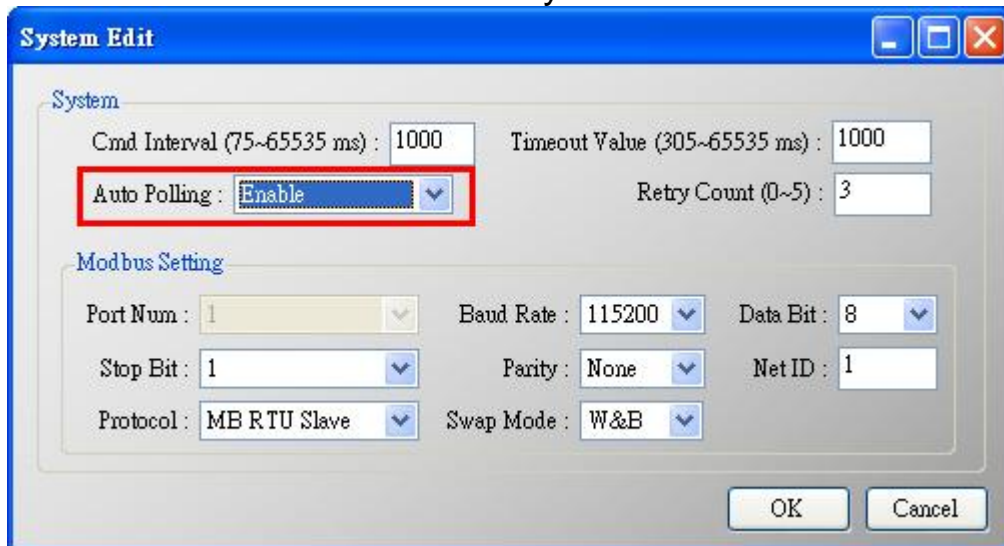 System Edit
System
Cmd Interval (75~65535 ms) : 1000 Timeout Value (305~65535 ms) : 1000
Auto Polling : Enable Retry Count (0~5) : 3
Modbus Setting
Port Num : 1 Baud Rate : 115200 Data Bit : 8
Stop Bit : 1 Parity : None Net ID : 1
Protocol : MB RTU Slave Swap Mode : W&B
OK Cancel